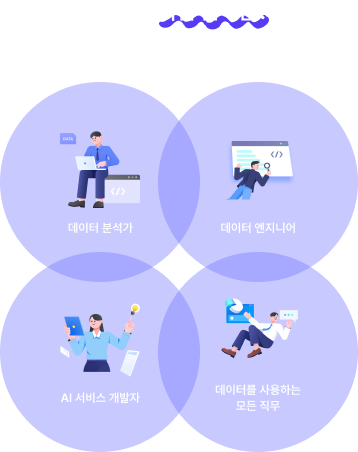 DATA
</>
</>
데이터 분석가
데이터 엔지니어
AI 서비스 개발자
데이터를 사용하는
모든 직무